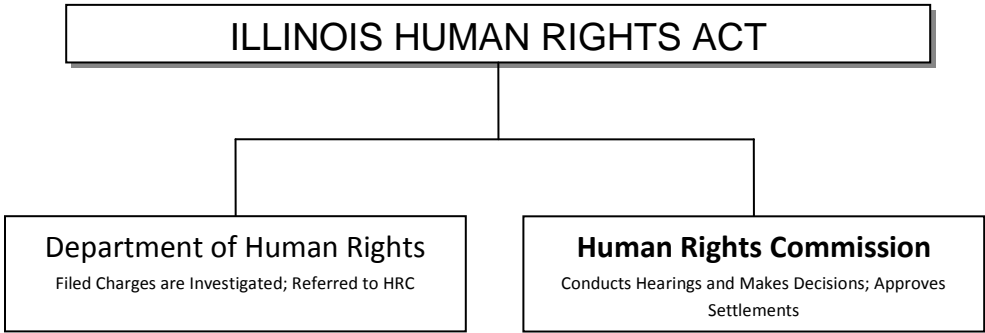 ILLINOIS HUMAN RIGHTS ACT
Department of Human Rights
Filed Charges are Investigated; Referred to HRC
Human Rights Commission
Conducts Hearings and Makes Decisions; Approves
Settlements